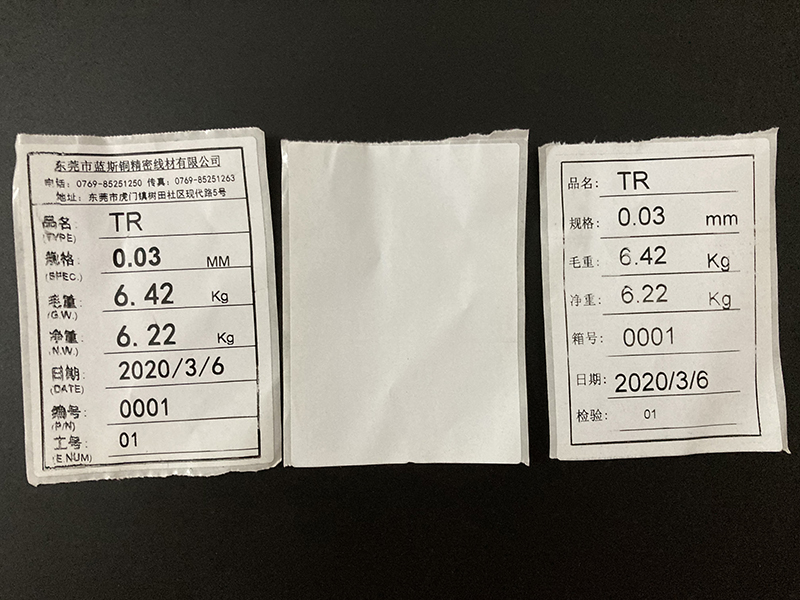 东莞市蓝斯铜精密线材有限公司
电话: 0769-85251250 传真: 0769-85251263
地址: 东莞市虎门镇树田社区现代路5号
品名: TR
(TYPE)
规格: 0.03 MM
(SPEC.)
毛重: 6.42 Kg
(G.W.)
净重: 6.22 Kg
(N.W.)
日期: 2020/3/6
(DATE)
编号: 0001
(P/N)
工号: 01
(E.NUM)
品名: TR
规格: 0.03 mm
毛重: 6.42 Kg
净重: 6.22 Kg
箱号: 0001
日期: 2020/3/6
检验: 01